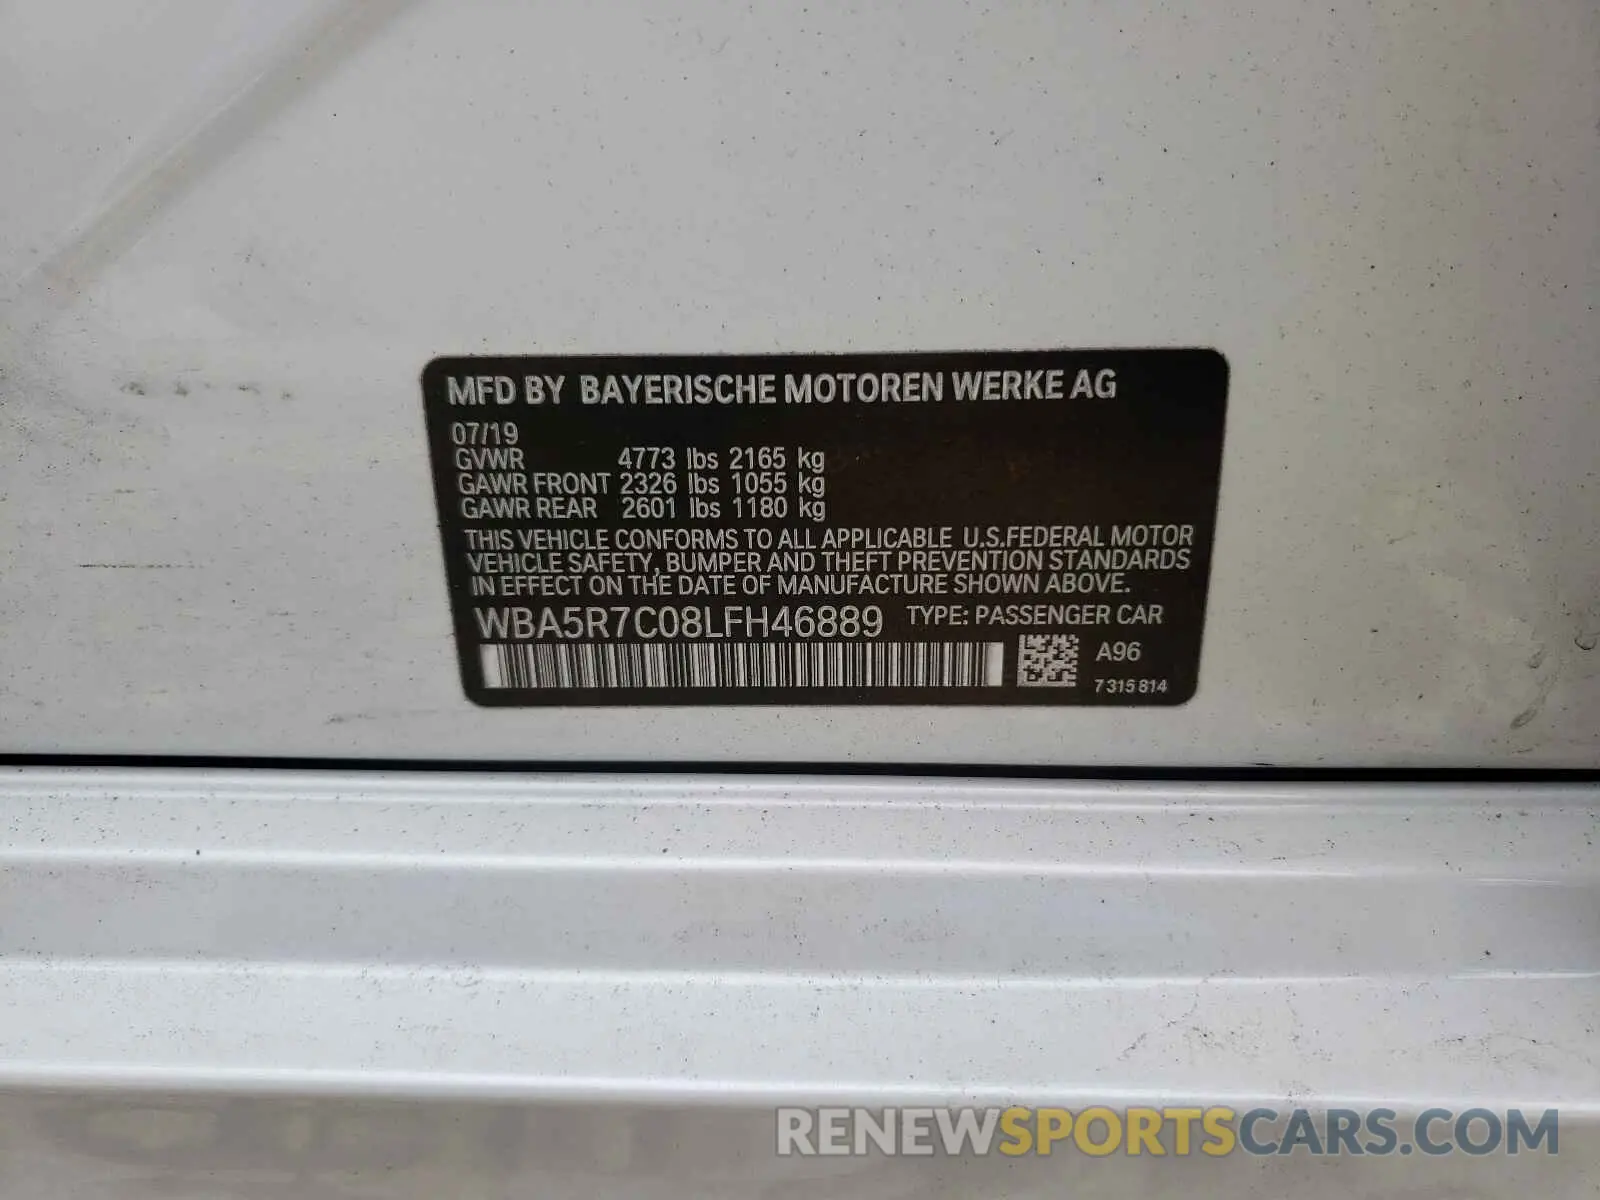 MFD BY BAYERISCHE MOTOREN WERKE AG
07/19
GVWR 4773 lbs 2165 kg
GAWR FRONT 2326 lbs 1055 kg
GAWR REAR 2601 lbs 1180 kg
THIS VEHICLE CONFORMS TO ALL APPLICABLE U.S.FEDERAL MOTOR
VEHICLE SAFETY, BUMPER AND THEFT PREVENTION STANDARDS
IN EFFECT ON THE DATE OF MANUFACTURE SHOWN ABOVE.
WBA5R7C08LFH46889 TYPE: PASSENGER CAR
A96
7 315 814
RENEWSPORTSCARS.COM